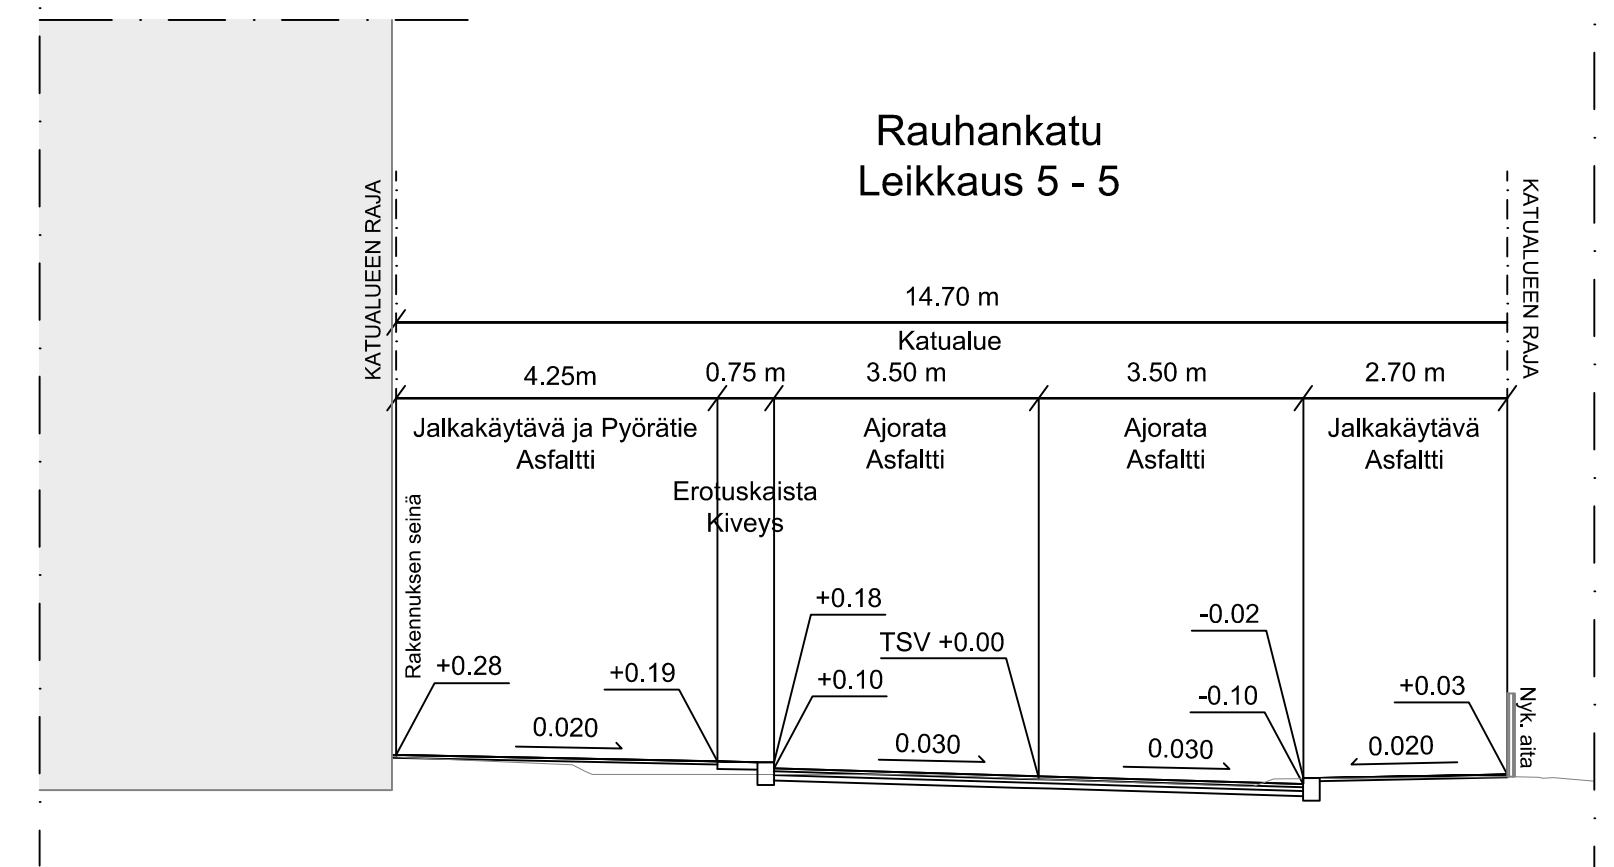 Rauhankatu
Leikkaus 5 - 5
KATUALUEEN RAJA
KATUALUEEN RAJA
14.70 m
Katualue
4.25m
0.75 m
3.50 m
3.50 m
2.70 m
Jalkakäytävä ja Pyörätie
Asfaltti
Erotuskaista
Kiveys
Ajorata
Asfaltti
Ajorata
Asfaltti
Jalkakäytävä
Asfaltti
Rakennuksen seinä
+0.28
+0.19
+0.18
+0.10
TSV +0.00
-0.02
-0.10
+0.03
Nyk. aita
0.020
0.030
0.030
0.020